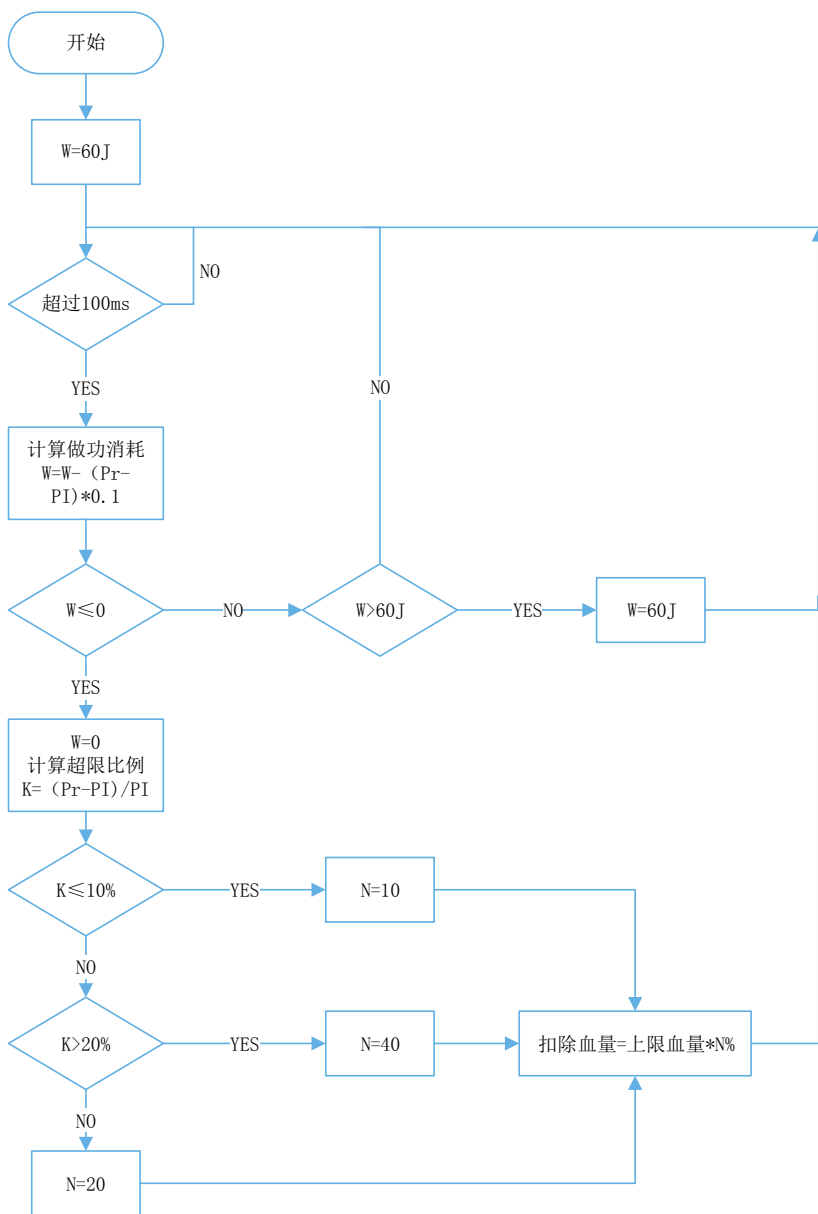 开始
W=60J
NO
超过100ms
YES
NO
计算做功消耗
W=W-（Pr-
PI)*0.1
W≤0
NO
W>60J
YES
W=60J
YES
W=0
计算超限比例
K=（Pr-PI)/PI
K≤10%
YES
N=10
NO
K>20%
YES
N=40
扣除血量=上限血量*N%
NO
N=20